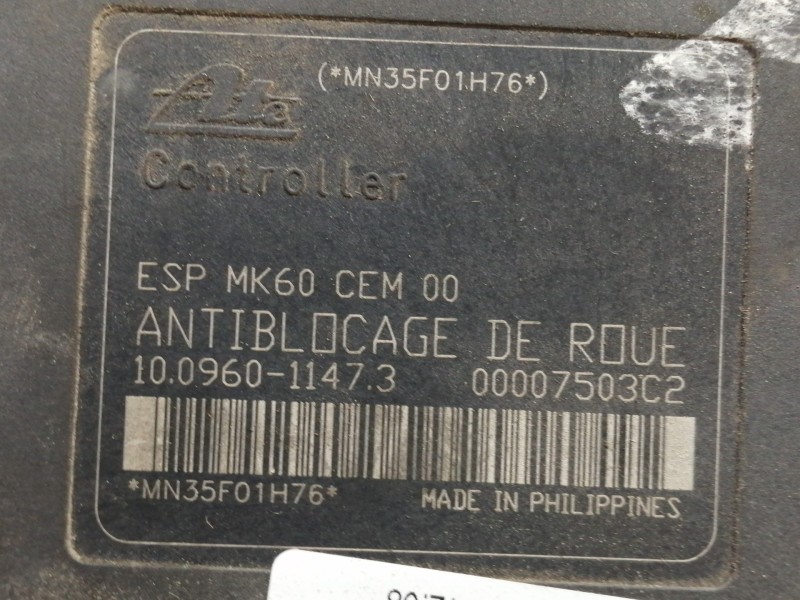 (*MN35F01H76*)
Ate
Controller
ESP MK60 CEM 00
ANTIBLOCAGE DE ROUE
10.0960-1147.3 00007503C2
*MN35F01H76* MADE IN PHILIPPINES